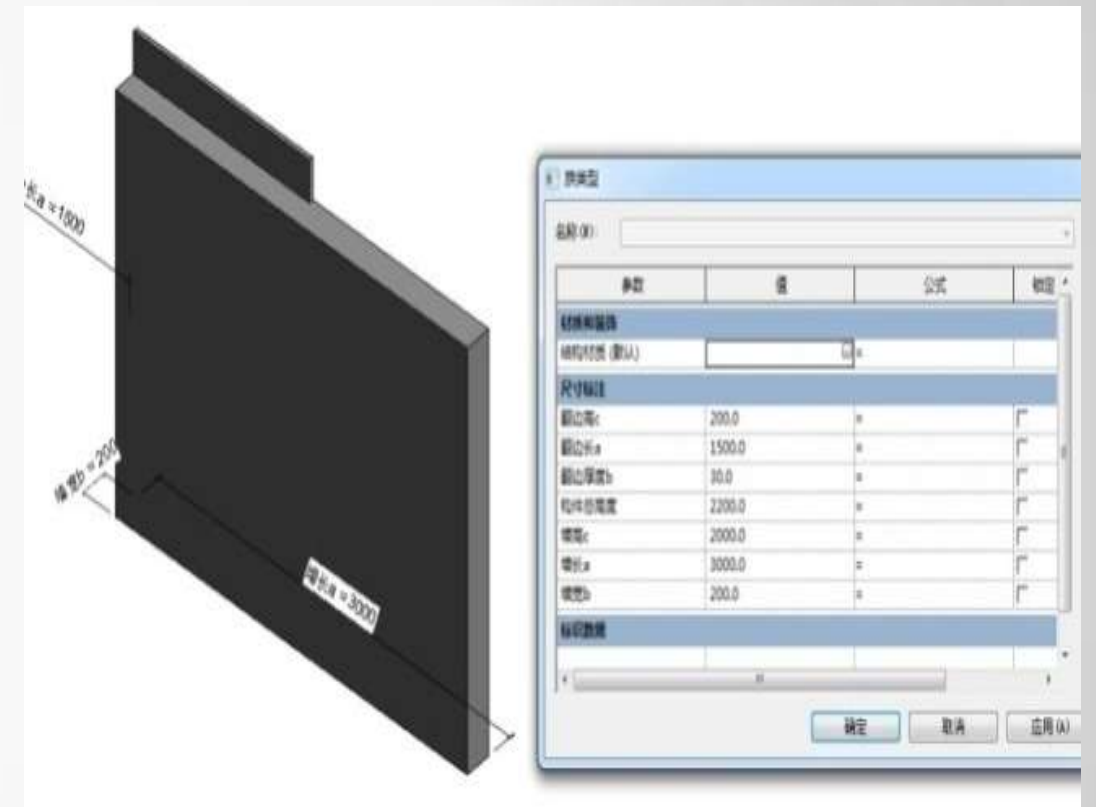 长a =1500
墙宽b = 200
墙长a = 3000
族类型
名称(N):
参数 值 公式 锁定
材质和装饰
结构材质 (默认) =
尺寸标注
翻边高c 200.0 =
翻边长a 1500.0 =
翻边厚度b 30.0 =
构件总高度 2200.0 =
墙高c 2000.0 =
墙长a 3000.0 =
墙宽b 200.0 =
标识数据
确定 取消 应用(A)